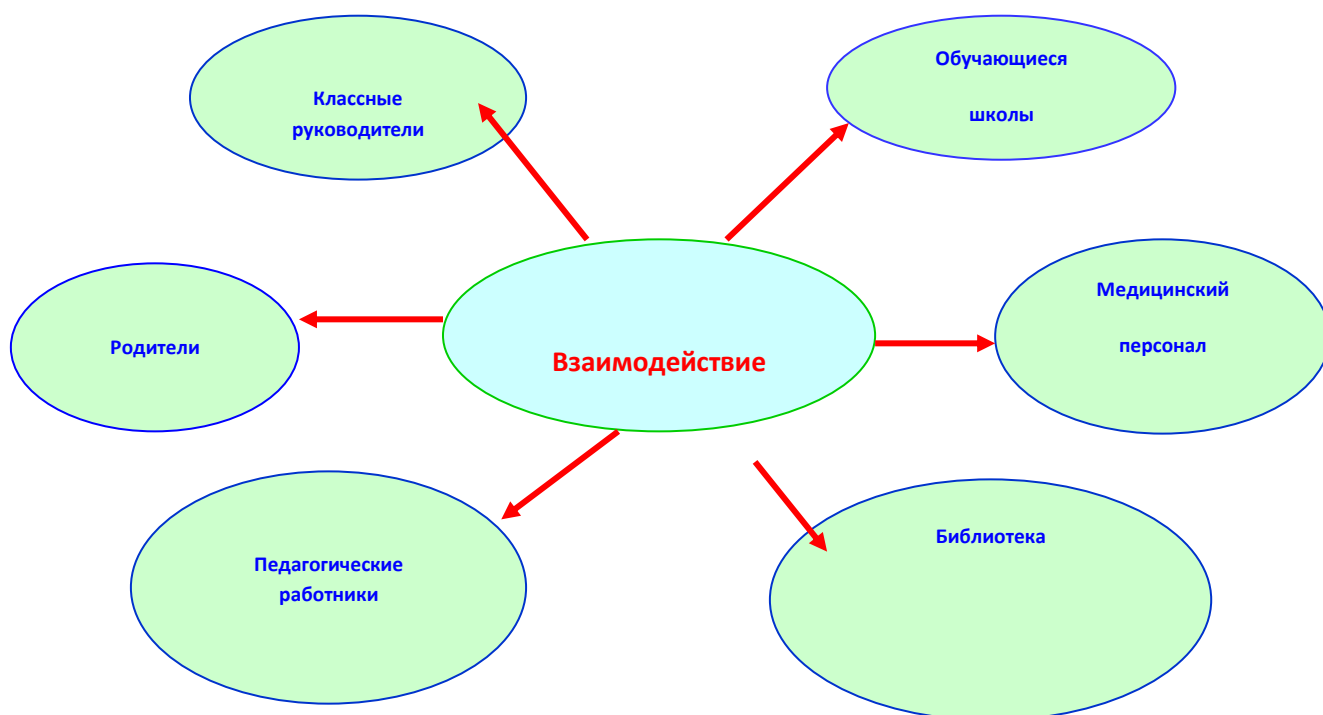 Классные
руководители
Обучающиеся
школы
Родители
Взаимодействие
Медицинский
персонал
Педагогические
работники
Библиотека